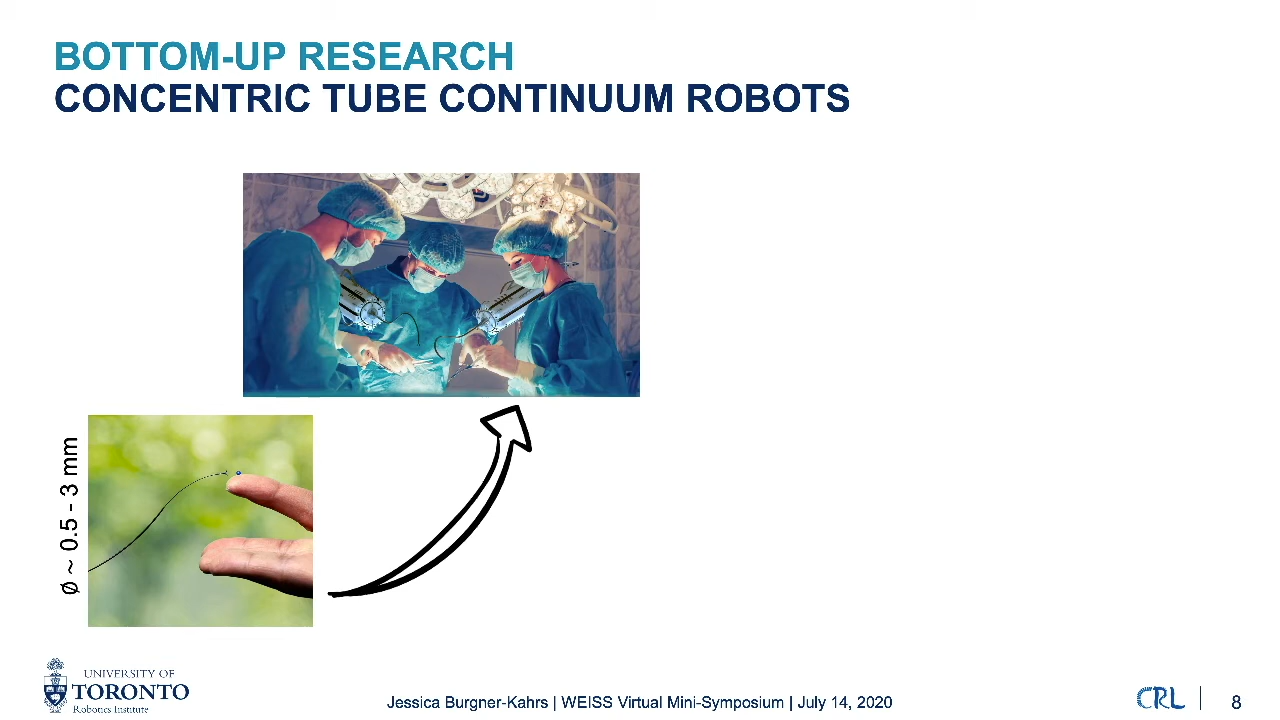 BOTTOM-UP RESEARCH
CONCENTRIC TUBE CONTINUUM ROBOTS
Ø ~ 0.5 - 3 mm
UNIVERSITY OF
TORONTO
Robotics Institute
Jessica Burgner-Kahrs | WEISS Virtual Mini-Symposium | July 14, 2020
CRL
8